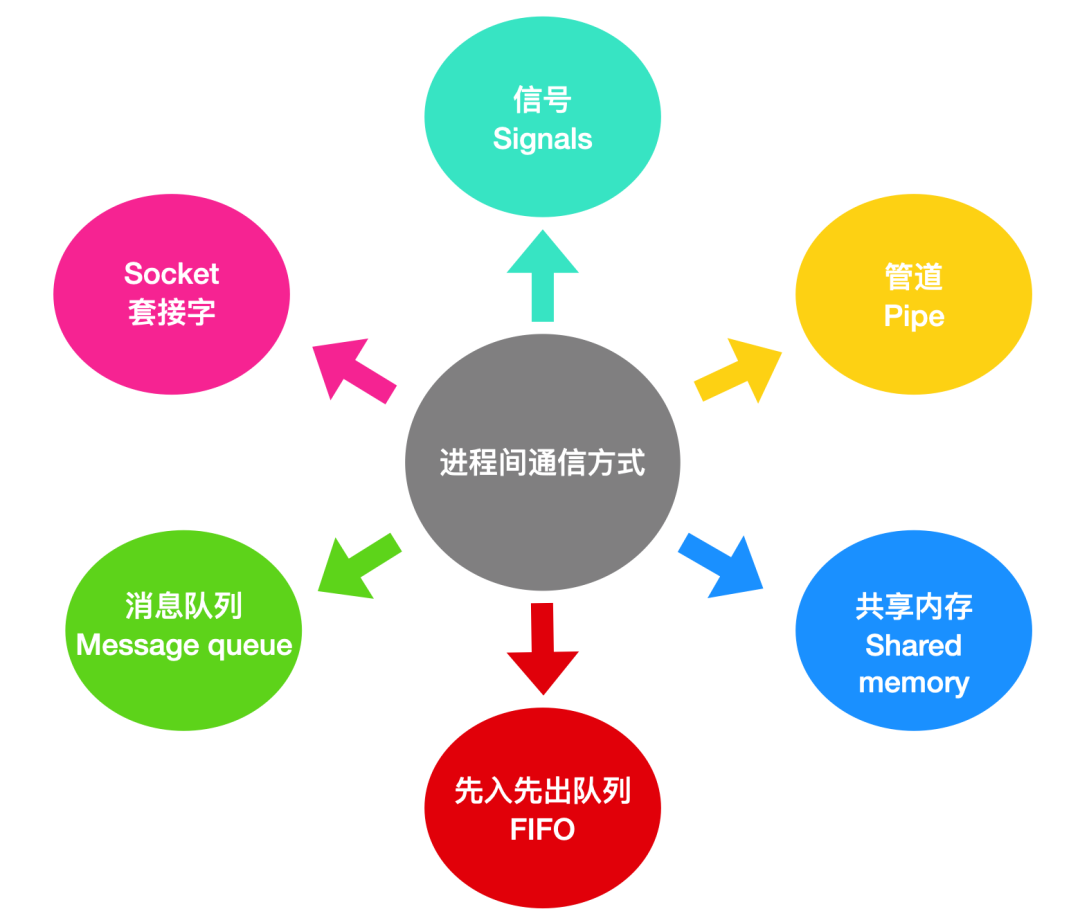 信号
Signals
Socket
套接字
管道
Pipe
进程间通信方式
消息队列
Message queue
共享内存
Shared
memory
先入先出队列
FIFO